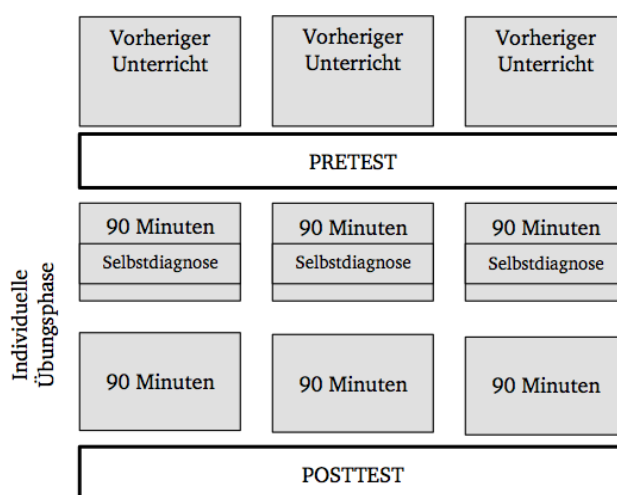 Vorheriger
Unterricht
Vorheriger
Unterricht
Vorheriger
Unterricht
PRETEST
Individuelle
Übungsphase
90 Minuten
Selbstdiagnose
90 Minuten
Selbstdiagnose
90 Minuten
Selbstdiagnose
90 Minuten
90 Minuten
90 Minuten
POSTTEST